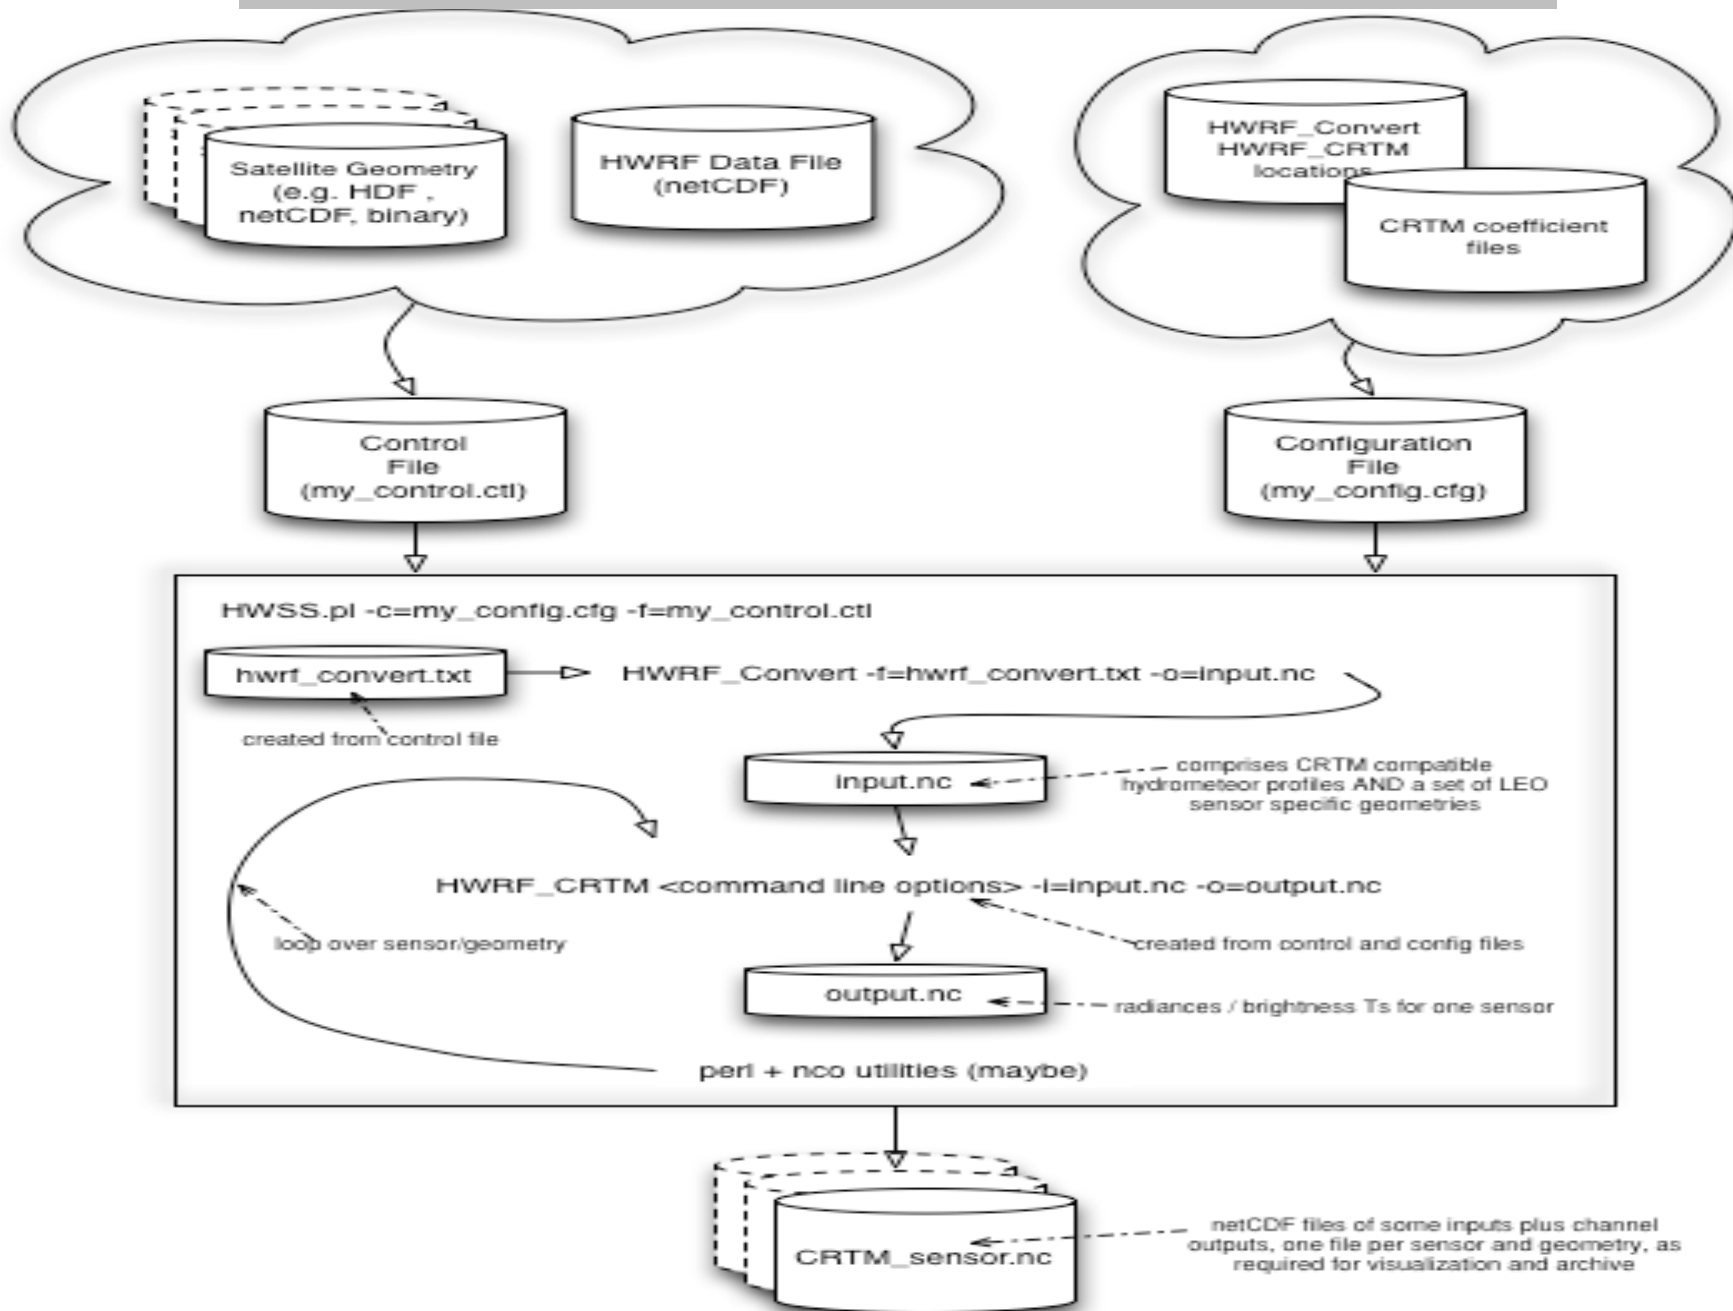 Satellite Geometry
(e.g. HDF ,
netCDF, binary)
HWRF Data File
(netCDF)
HWRF_Convert
HWRF_CRTM
locations
CRTM coefficient
files
Control
File
(my_control.ctl)
Configuration
File
(my_config.cfg)
HWSS.pl -c=my_config.cfg -f=my_control.ctl
hwrf_convert.txt
HWRF_Convert -f=hwrf_convert.txt -o=input.nc
created from control file
input.nc
comprises CRTM compatible
hydrometeor profiles AND a set of LEO
sensor specific geometries
HWRF_CRTM <command line options> -i=input.nc -o=output.nc
loop over sensor/geometry
created from control and config files
output.nc
radiances / brightness Ts for one sensor
perl + nco utilities (maybe)
CRTM_sensor.nc
netCDF files of some inputs plus channel
outputs, one file per sensor and geometry, as
required for visualization and archive